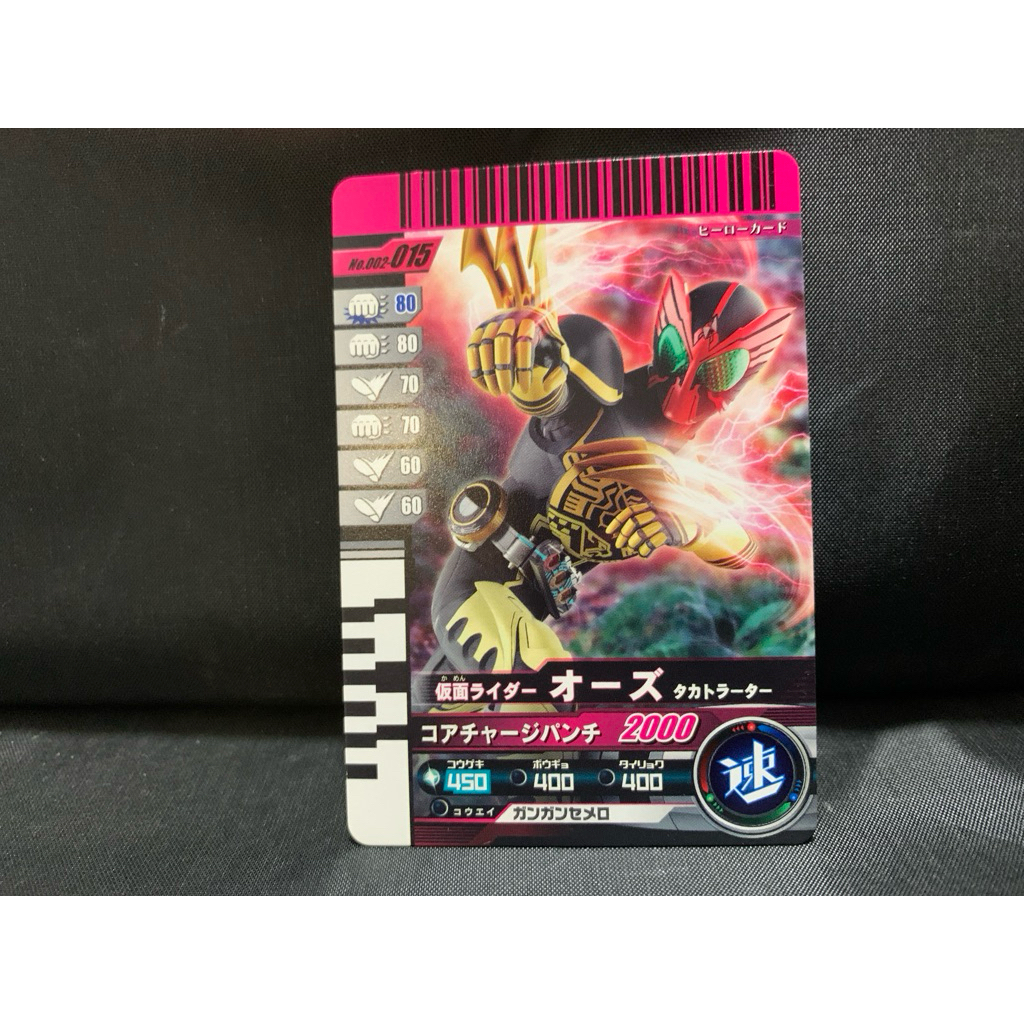 ヒーローカード
No.002-015
80
80
70
70
60
60
かめん
仮面ライダー オーズ タカトラーター
コアチャージパンチ 2000
コウゲキ ボウギョ タイリョク
450 400 400
速
コウエイ ガンガンセメロ